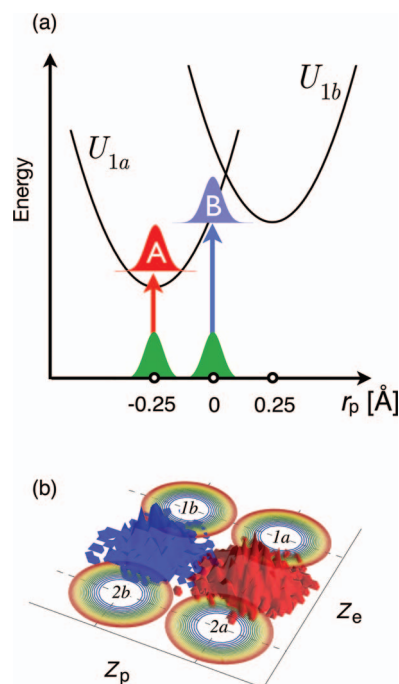 (a)
U1b
U1a
Energy
A
B
-0.25
0
0.25
rp [Å]
(b)
1b
1a
2b
2a
Ze
Zp